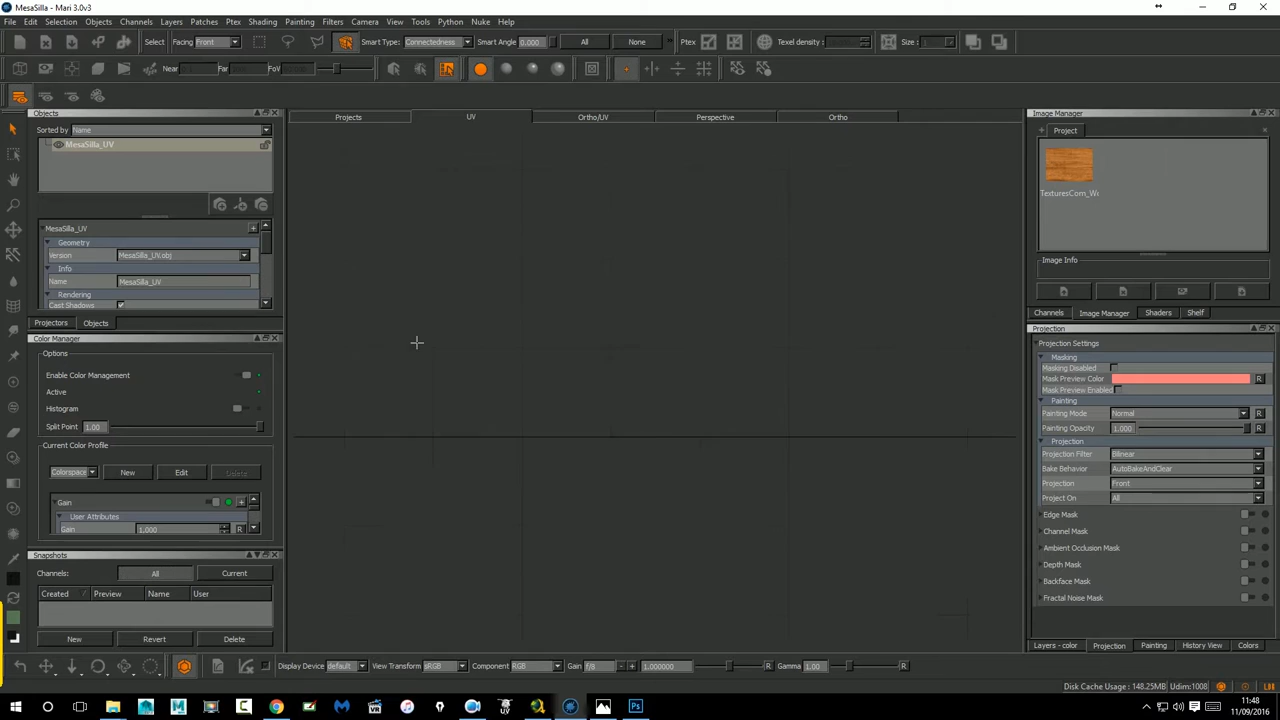 MesaSilla - Mari 3.0v3
File Edit Selection Objects Channels Layers Patches Ptex Shading Painting Filters Camera View Tools Python Nuke Help
Select Facing Front Smart Type: Connectedness Smart Angle 0.000 All None Ptex Texel density: Size:
Near Far FoV
Objects
Sorted by Name
MesaSilla_UV
MesaSilla_UV
Geometry
Version MesaSilla_UV.obj
Info
Name MesaSilla_UV
Rendering
Cast Shadows
Projectors Objects
Color Manager
Options
Enable Color Management
Active
Histogram
Split Point 1.00
Current Color Profile
Colorspace New Edit Delete
Gain
User Attributes
Gain 1.000
Snapshots
Channels: All Current
Created Preview Name User
New Revert Delete
Projects UV Ortho/UV Perspective Ortho
Image Manager
Project
TexturesCom_W
Image Info
Channels Image Manager Shaders Shelf
Projection
Projection Settings
Masking
Masking Disabled
Mask Preview Color R
Mask Preview Enabled
Painting
Painting Mode Normal R
Painting Opacity 1.000 R
Projection
Projection Filter Bilinear
Bake Behavior AutoBakeAndClear
Projection Front
Project On All
Edge Mask
Channel Mask
Ambient Occlusion Mask
Depth Mask
Backface Mask
Fractal Noise Mask
Layers - color Projection Painting History View Colors
Display Device default View Transform sRGB Component RGB Gain f/8 - + 1.000000 R Gamma 1.00 R
Disk Cache Usage : 148.25MB Udim:1008
11:48
11/09/2016